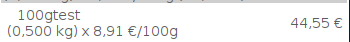 100gtest
(0,500 kg) x 8,91 €/100g
44,55 €